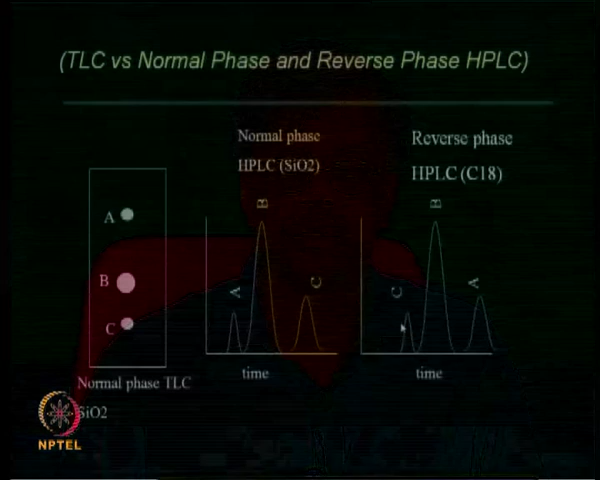 (TLC vs Normal Phase and Reverse Phase HPLC)
Normal phase
HPLC (SiO2)
Reverse phase
HPLC (C18)
A
B
C
A
B
C
C
B
A
time
time
Normal phase TLC
SiO2
NPTEL